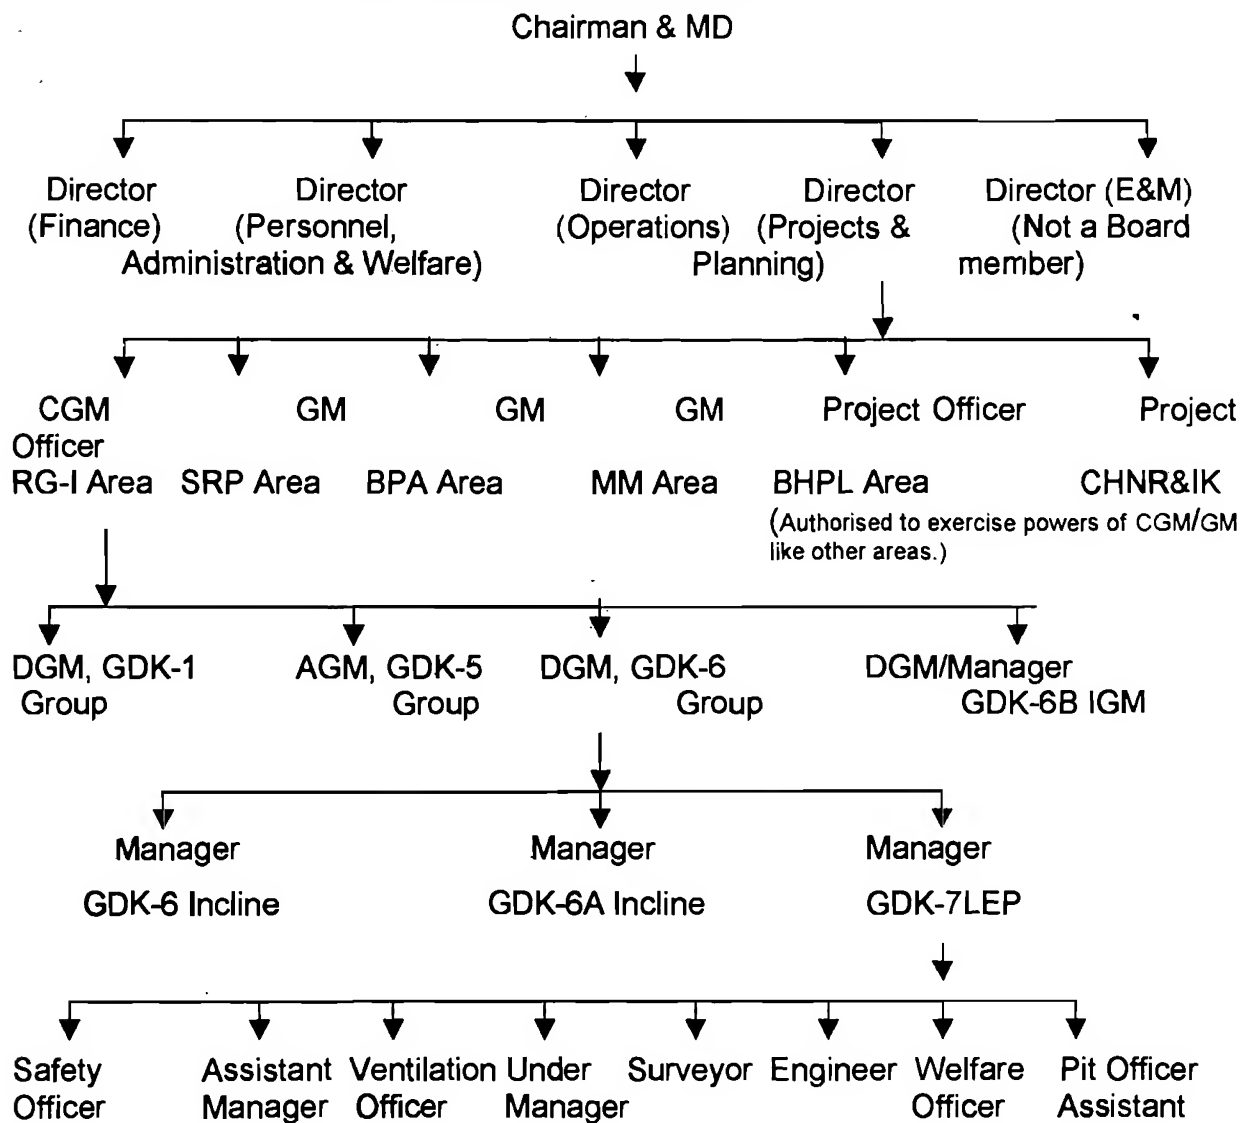 Chairman & MD
Director Director Director Director Director (E&M)
(Finance) (Personnel, (Operations) (Projects & (Not a Board
Administration & Welfare) Planning) member)
CGM GM GM GM Project Officer Project
Officer
RG-I Area SRP Area BPA Area MM Area BHPL Area CHNR&IK
(Authorised to exercise powers of CGM/GM
like other areas.)
DGM, GDK-1 AGM, GDK-5 DGM, GDK-6 DGM/Manager
Group Group Group GDK-6B IGM
Manager Manager Manager
GDK-6 Incline GDK-6A Incline GDK-7LEP
Safety Assistant Ventilation Under Surveyor Engineer Welfare Pit Officer
Officer Manager Officer Manager Officer Assistant